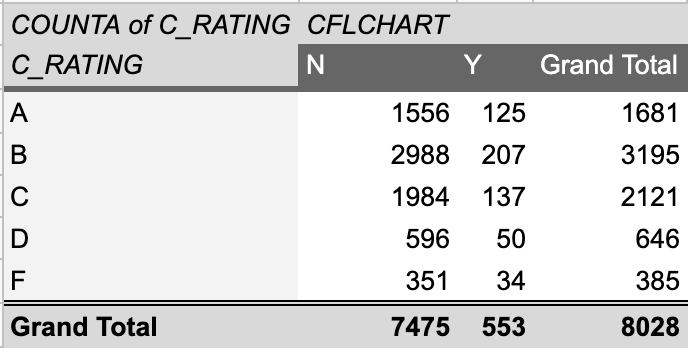 COUNTA of C_RATING CFLCHART
C_RATING N Y Grand Total
A 1556 125 1681
B 2988 207 3195
C 1984 137 2121
D 596 50 646
F 351 34 385
Grand Total 7475 553 8028